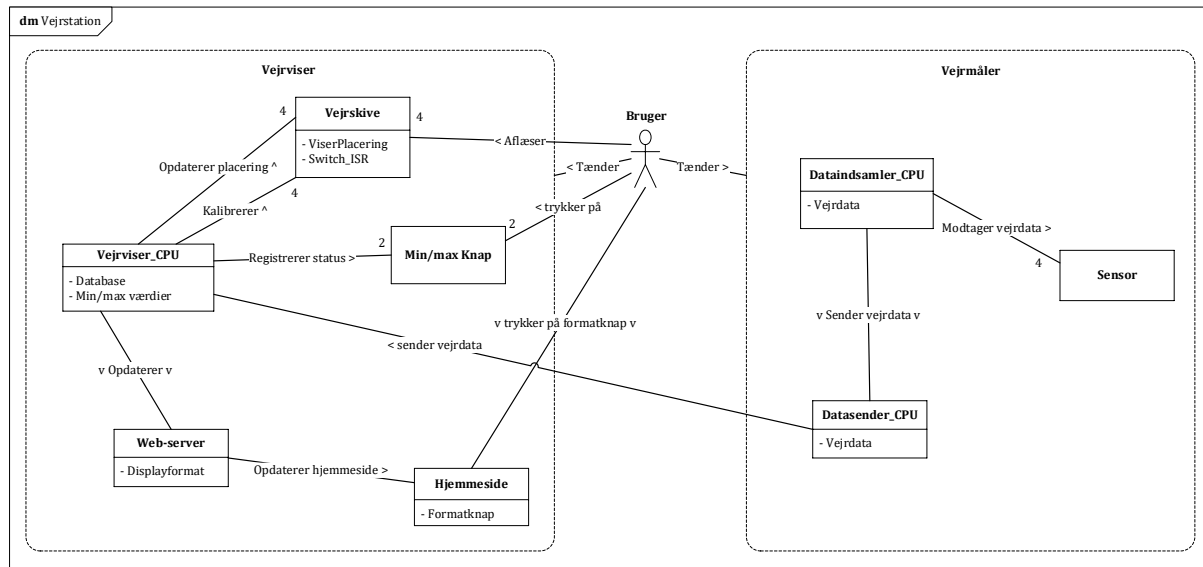 dm Vejrstation
Vejrviser
Vejrmåler
Vejrskive
- ViserPlacering
- Switch_ISR
4
4
4
Bruger
< Aflæser
< Tænder
Tænder >
Opdaterer placering ^
Kalibrerer ^
< trykker på
Dataindsamler_CPU
- Vejrdata
Modtager vejrdata >
4
Sensor
Vejrviser_CPU
- Database
- Min/max værdier
Registrerer status >
2
2
Min/max Knap
v trykker på formatknap v
< sender vejrdata
v Sender vejrdata v
v Opdaterer v
Datasender_CPU
- Vejrdata
Web-server
- Displayformat
Opdaterer hjemmeside >
Hjemmeside
- Formatknap